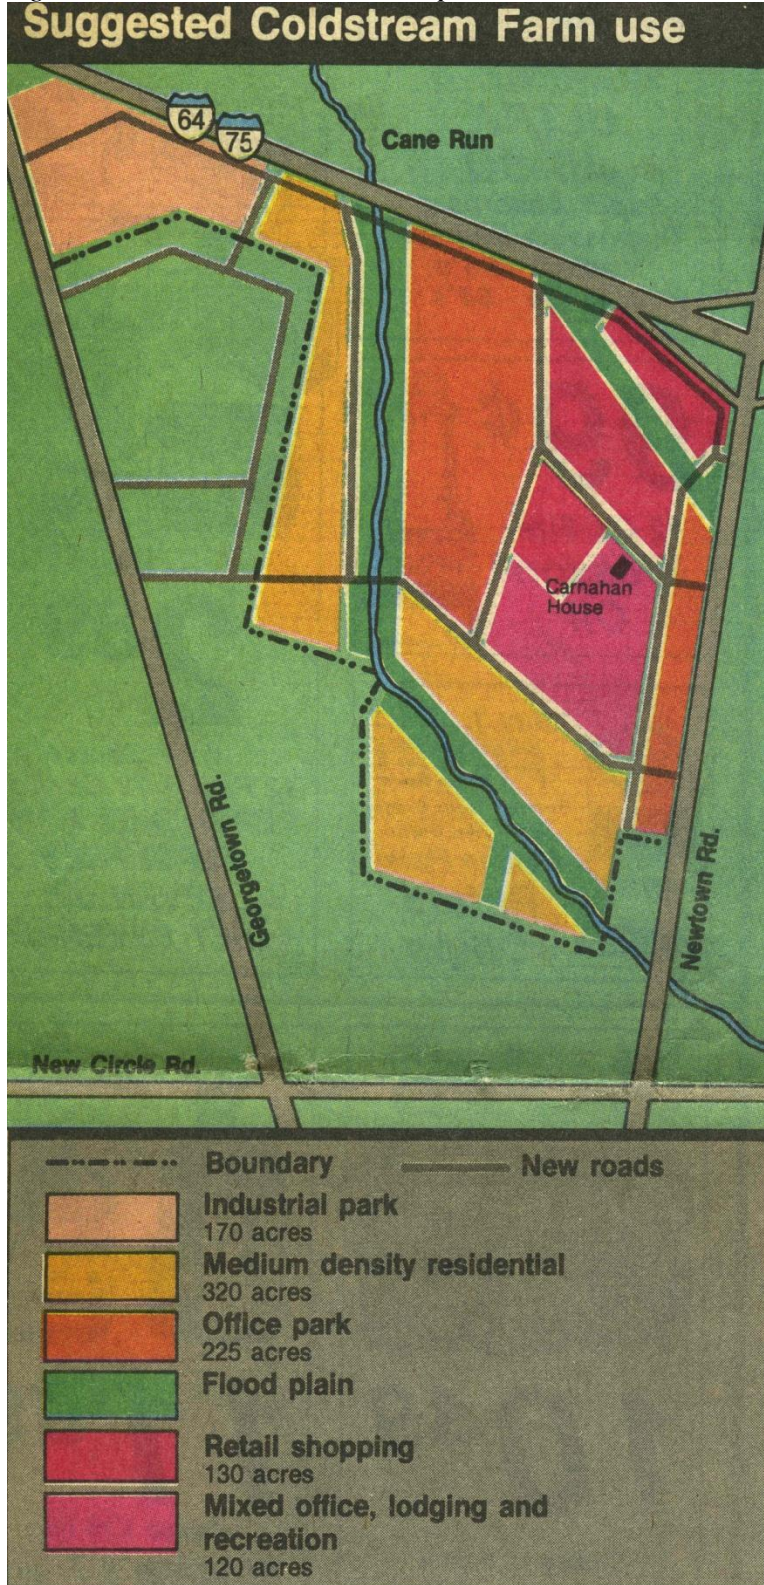 Suggested Coldstream Farm use
64
75
Cane Run
Carnahan
House
Georgetown Rd.
Newtown Rd.
New Circle Rd.
Boundary
New roads
Industrial park
170 acres
Medium density residential
320 acres
Office park
225 acres
Flood plain
Retail shopping
130 acres
Mixed office, lodging and
recreation
120 acres